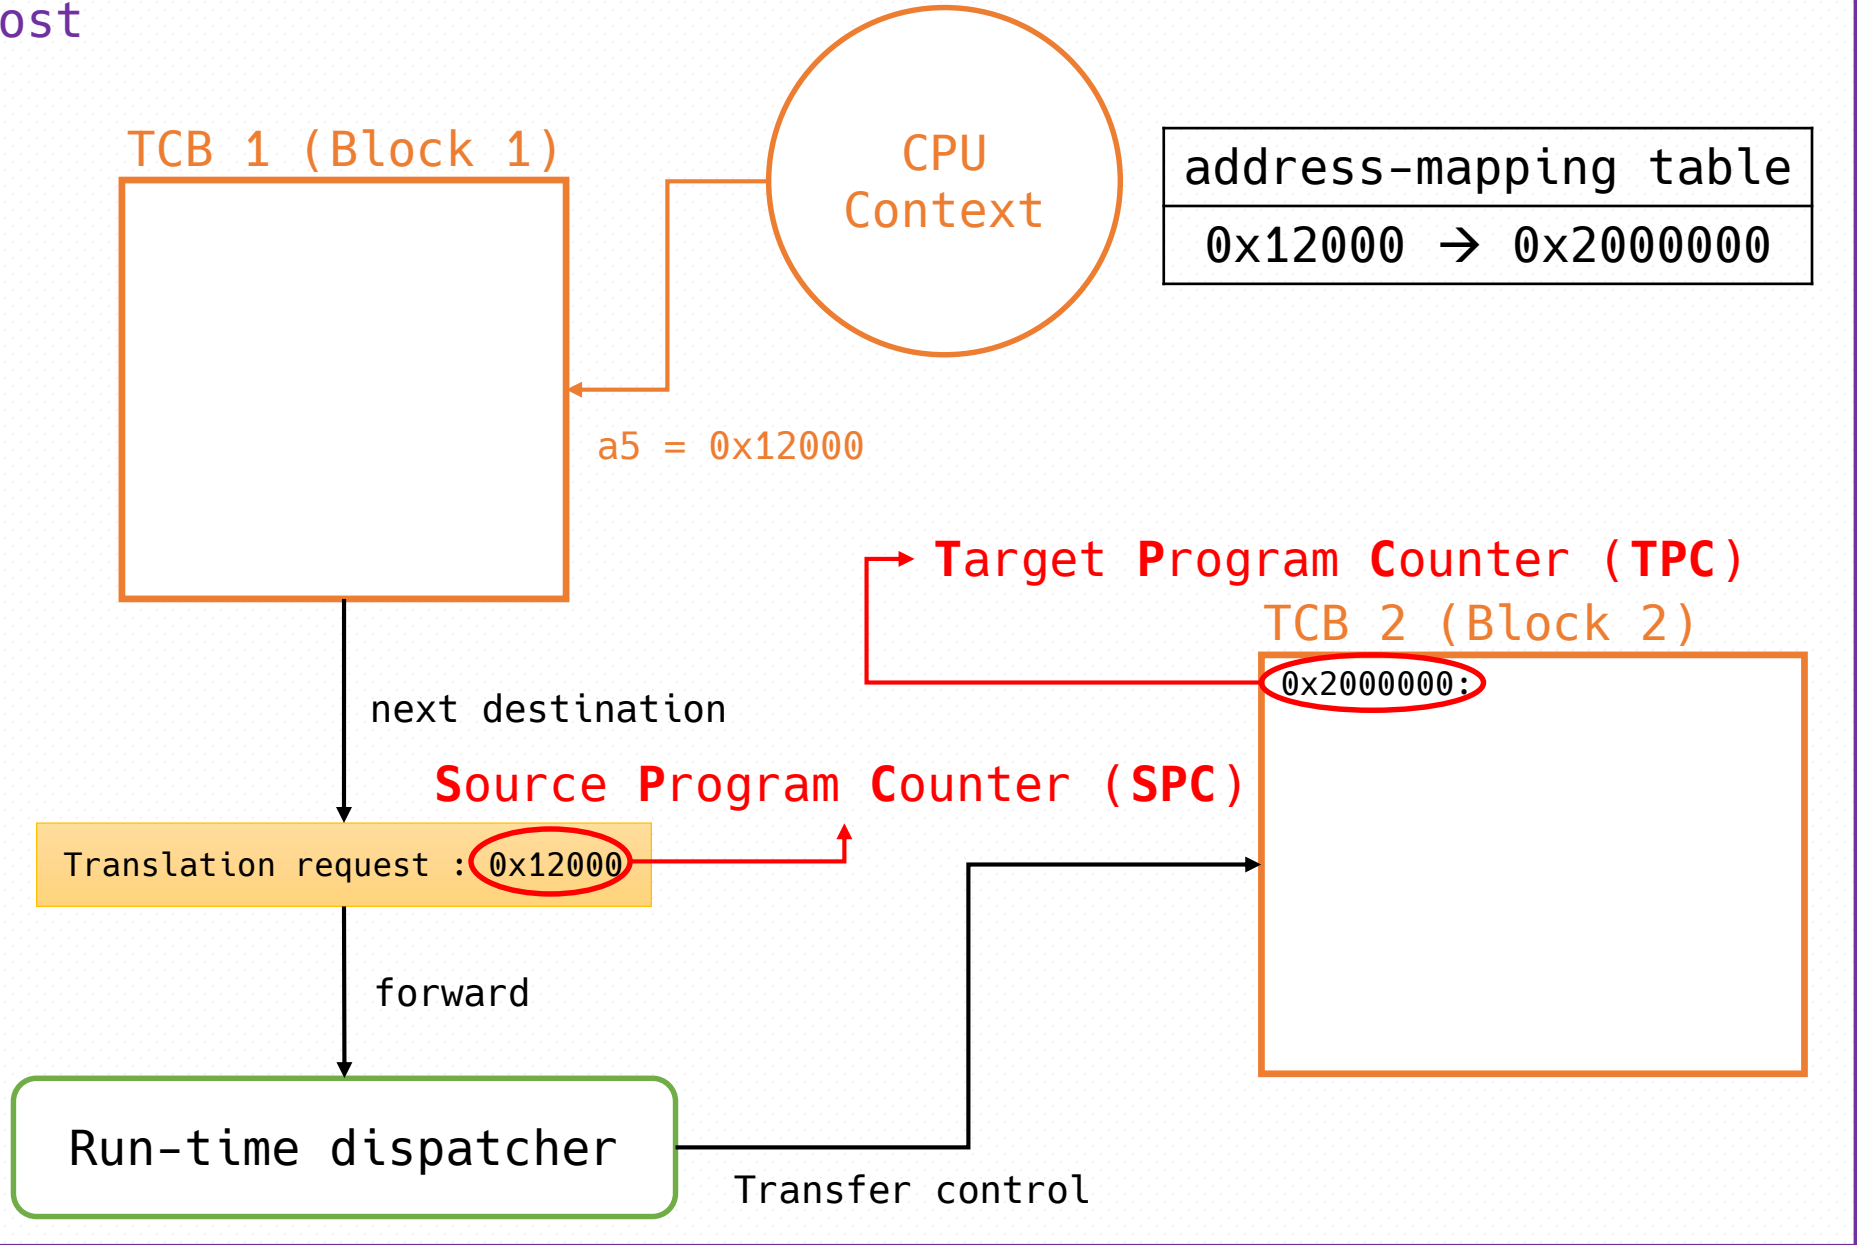 ost
TCB 1 (Block 1)
CPU
Context
address-mapping table
0x12000 → 0x2000000
a5 = 0x12000
Target Program Counter (TPC)
TCB 2 (Block 2)
0x2000000:
next destination
Source Program Counter (SPC)
Translation request : 0x12000
forward
Run-time dispatcher
Transfer control